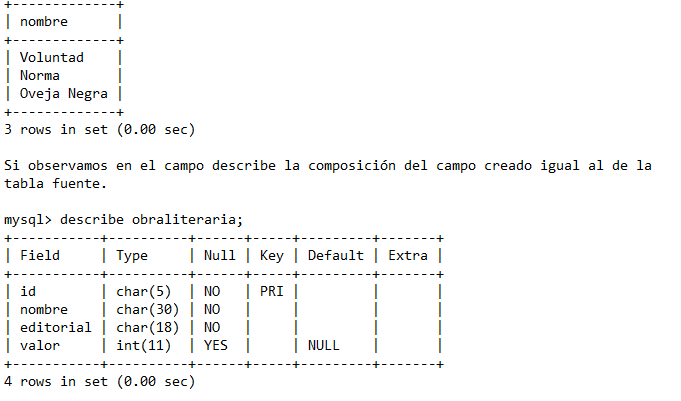 +-------------+
| nombre      |
+-------------+
| Voluntad    |
| Norma       |
| Oveja Negra |
+-------------+
3 rows in set (0.00 sec)

Si observamos en el campo describe la composición del campo creado igual al de la
tabla fuente.

mysql> describe obraliteraria;
+-----------+----------+------+-----+---------+-------+
| Field     | Type     | Null | Key | Default | Extra |
+-----------+----------+------+-----+---------+-------+
| id        | char(5)  | NO   | PRI |         |       |
| nombre    | char(30) | NO   |     |         |       |
| editorial | char(18) | NO   |     |         |       |
| valor     | int(11)  | YES  |     | NULL    |       |
+-----------+----------+------+-----+---------+-------+
4 rows in set (0.00 sec)